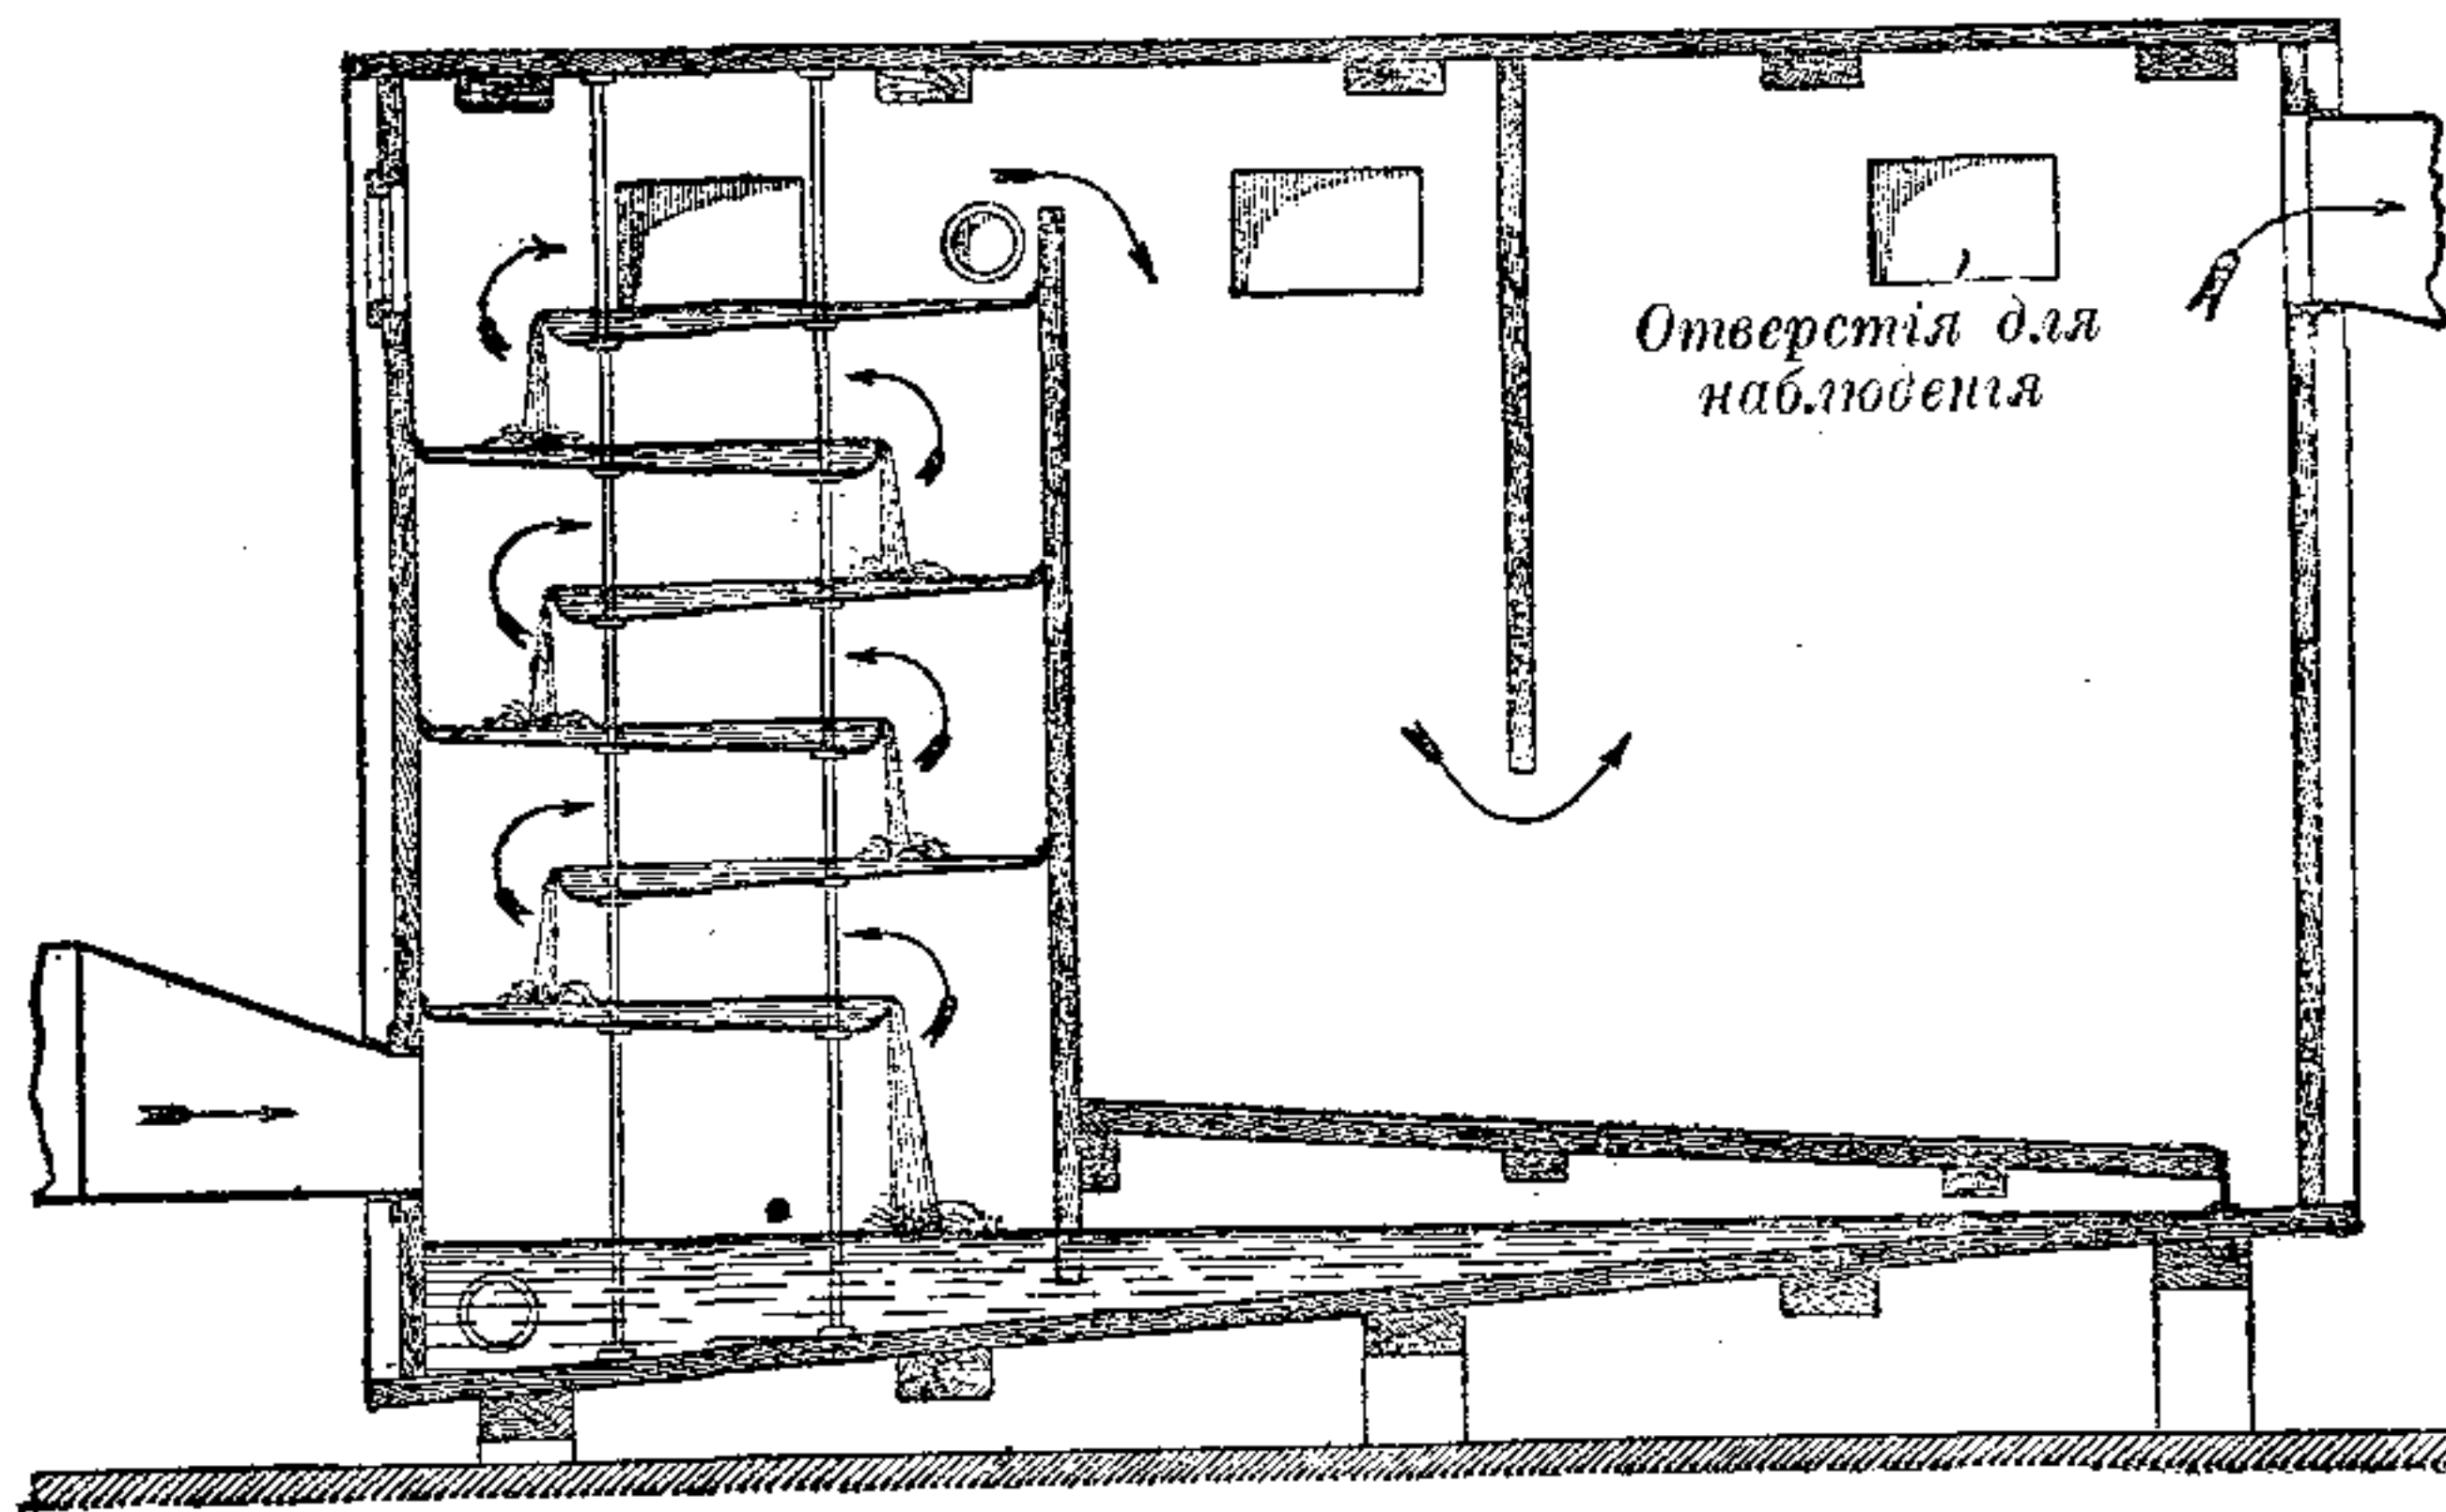 Отверстія для
наблюденія